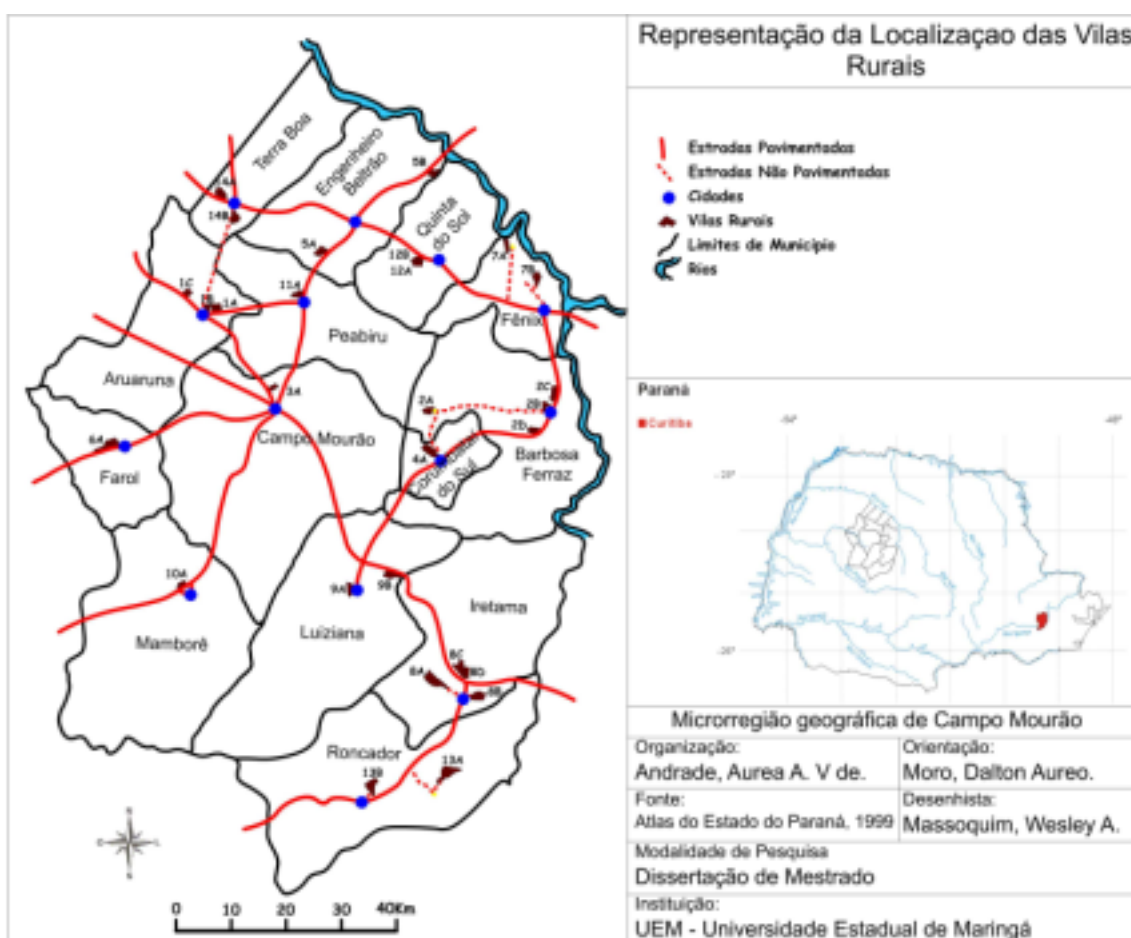 Representação da Localizaçao das Vilas
Rurais
Estradas Pavimentadas
Estradas Não Pavimentadas
Cidades
Vilas Rurais
Limites de Município
Rios
Terra Boa
Engenheiro
Beltrão
Quinta
do Sol
5B
14A
14B
5A
12B
12A
7A
7B
1C
1A
11A
Fênix
Peabiru
Aruaruna
3A
2A
2C
2B
2D
6A
Campo Mourão
4A
Corumbataí
do Sul
Barbosa
Ferraz
Farol
10A
9A
9B
Iretama
Mamborê
Luiziana
8A
8C
8D
8B
Roncador
13B
13A
0 10 20 30 40Km
Paraná
Curitiba
Microrregião geográfica de Campo Mourão
Organização:
Andrade, Aurea A. V de.
Orientação:
Moro, Dalton Aureo.
Fonte:
Atlas do Estado do Paraná, 1999
Desenhista:
Massoquim, Wesley A.
Modalidade de Pesquisa
Dissertação de Mestrado
Instituição:
UEM - Universidade Estadual de Maringá